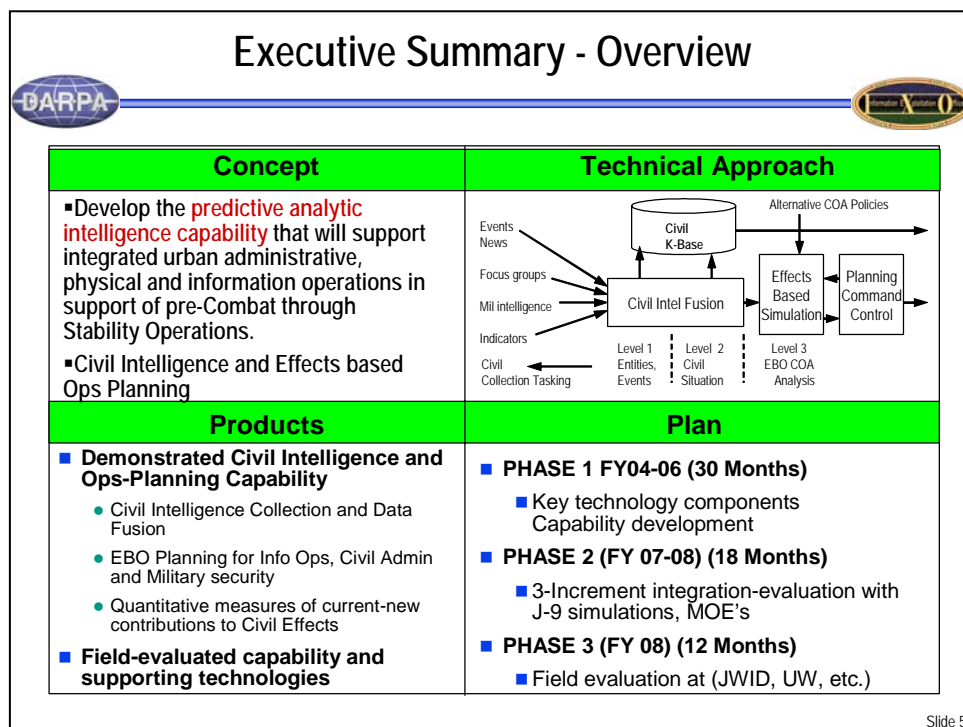 Executive Summary - Overview
DARPA
Information Exploitation Office
I X O
Concept
▪Develop the predictive analytic
intelligence capability that will support
integrated urban administrative,
physical and information operations in
support of pre-Combat through
Stability Operations.
▪Civil Intelligence and Effects based
Ops Planning
Technical Approach
Alternative COA Policies
Events
News
Focus groups
Mil intelligence
Indicators
Civil
Collection Tasking
Civil
K-Base
Civil Intel Fusion
Effects
Based
Simulation
Planning
Command
Control
Level 1
Entities,
Events
Level 2
Civil
Situation
Level 3
EBO COA
Analysis
Products
■ Demonstrated Civil Intelligence and
Ops-Planning Capability
● Civil Intelligence Collection and Data
Fusion
● EBO Planning for Info Ops, Civil Admin
and Military security
● Quantitative measures of current-new
contributions to Civil Effects
■ Field-evaluated capability and
supporting technologies
Plan
■ PHASE 1 FY04-06 (30 Months)
■ Key technology components
Capability development
■ PHASE 2 (FY 07-08) (18 Months)
■ 3-Increment integration-evaluation with
J-9 simulations, MOE's
■ PHASE 3 (FY 08) (12 Months)
■ Field evaluation at (JWID, UW, etc.)
Slide 5